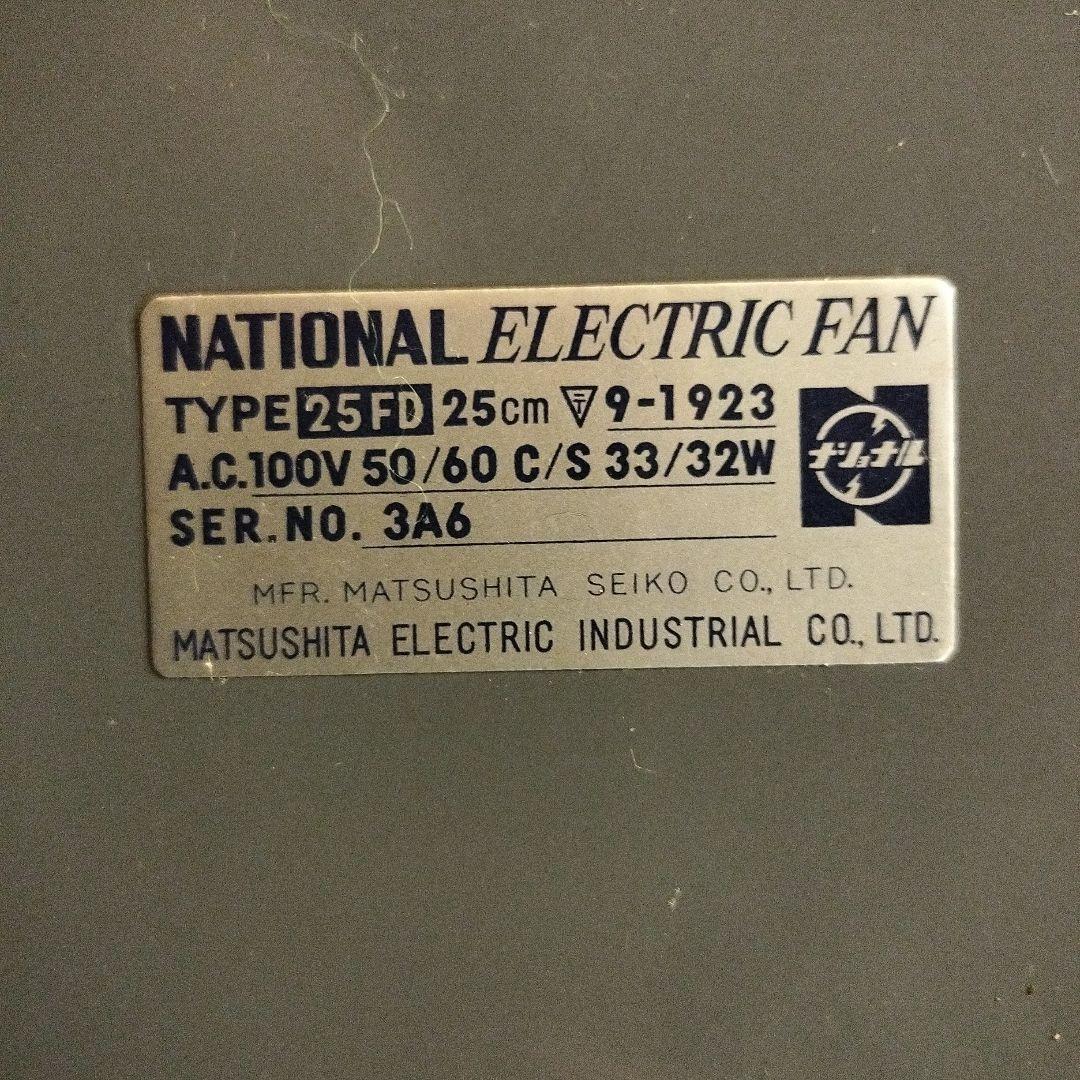 NATIONAL ELECTRIC FAN
TYPE 25FD 25cm 〒 9-1923
A.C. 100V 50/60 C/S 33/32W
ナショナル
SER. NO. 3A6
MFR. MATSUSHITA SEIKO CO., LTD.
MATSUSHITA ELECTRIC INDUSTRIAL CO., LTD.